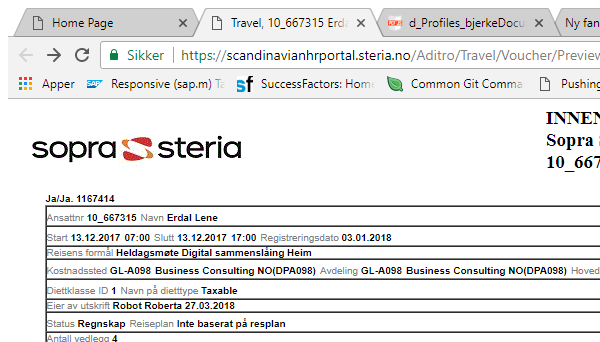 Home Page
Travel, 10_667315 Erda
d_Profiles_bjerkeDocu
Ny fan
Sikker
https://scandinavianhrportal.steria.no/Aditro/Travel/Voucher/Preview
Apper
Responsive (sap.m) Ta
SuccessFactors: Home
Common Git Comma
Pushing
INNEN
Sopra S
10_667
sopra steria
Ja/Ja. 1167414
Ansattnr 10_667315 Navn Erdal Lene
Start 13.12.2017 07:00 Slutt 13.12.2017 17:00 Registreringsdato 03.01.2018
Reisens formål Heldagsmøte Digital sammenslåing Heim
Kostnadssted GL-A098 Business Consulting NO(DPA098) Avdeling GL-A098 Business Consulting NO(DPA098) Hoved
Diettklasse ID 1 Navn på dietttype Taxable
Eier av utskrift Robot Roberta 27.03.2018
Status Regnskap Reiseplan Inte baserat på resplan
Antall vedlegg 4